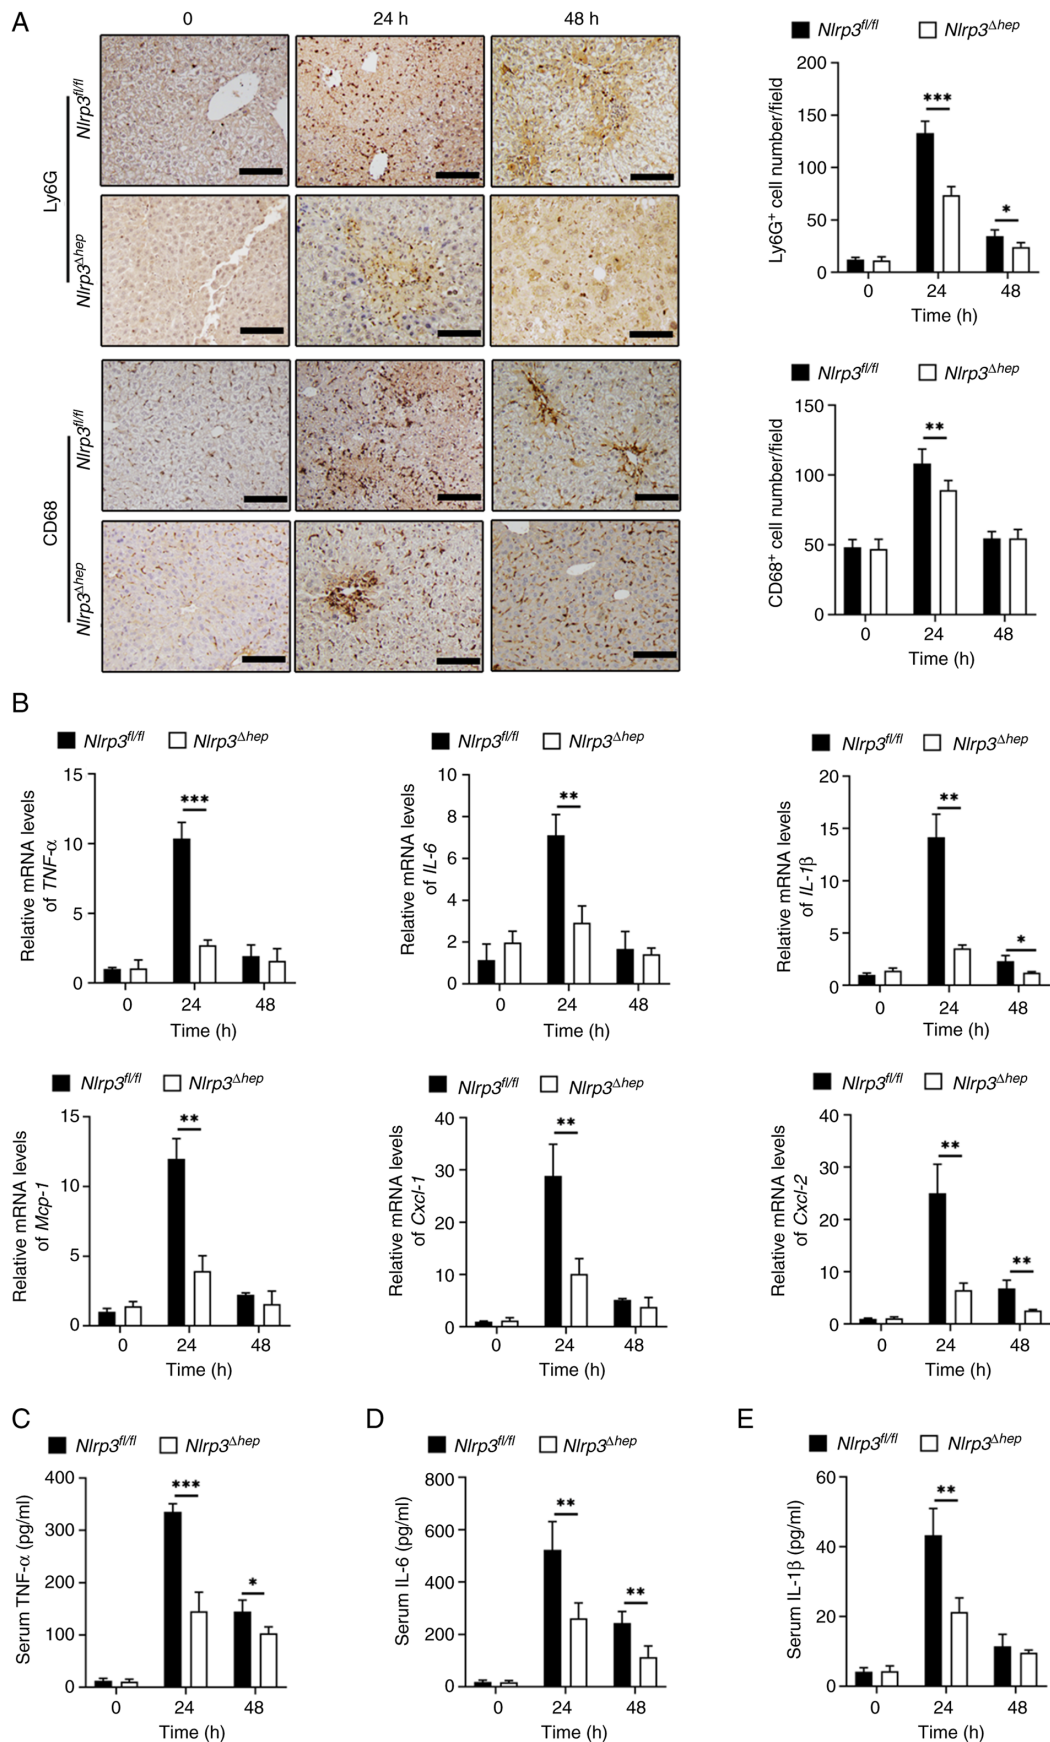 A
0 24 h 48 h
Ly6G
Nlrp3fl/fl
Nlrp3Δhep
CD68
Nlrp3fl/fl
Nlrp3Δhep
Nlrp3fl/fl Nlrp3Δhep
Ly6G+ cell number/field
200
150
100
50
0
***
*
0 24 48
Time (h)
Nlrp3fl/fl Nlrp3Δhep
CD68+ cell number/field
150
100
50
0
**
0 24 48
Time (h)
B
Nlrp3fl/fl Nlrp3Δhep
Relative mRNA levels
of TNF-α
15
10
5
0
***
0 24 48
Time (h)
Nlrp3fl/fl Nlrp3Δhep
Relative mRNA levels
of IL-6
10
8
6
4
2
0
**
0 24 48
Time (h)
Nlrp3fl/fl Nlrp3Δhep
Relative mRNA levels
of IL-1β
20
15
10
5
0
**
*
0 24 48
Time (h)
Nlrp3fl/fl Nlrp3Δhep
Relative mRNA levels
of Mcp-1
15
10
5
0
**
0 24 48
Time (h)
Nlrp3fl/fl Nlrp3Δhep
Relative mRNA levels
of Cxcl-1
40
30
20
10
0
**
0 24 48
Time (h)
Nlrp3fl/fl Nlrp3Δhep
Relative mRNA levels
of Cxcl-2
40
30
20
10
0
**
**
0 24 48
Time (h)
C
Nlrp3fl/fl Nlrp3Δhep
Serum TNF-α (pg/ml)
400
300
200
100
0
***
*
0 24 48
Time (h)
D
Nlrp3fl/fl Nlrp3Δhep
Serum IL-6 (pg/ml)
800
600
400
200
0
**
**
0 24 48
Time (h)
E
Nlrp3fl/fl Nlrp3Δhep
Serum IL-1β (pg/ml)
60
40
20
0
**
0 24 48
Time (h)